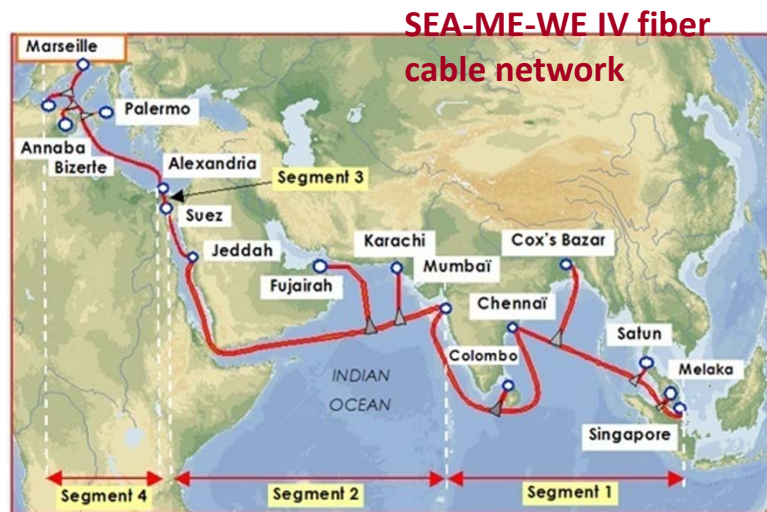 SEA-ME-WE IV fiber
cable network
Marseille
Palermo
Annaba
Bizerte
Alexandria
Segment 3
Suez
Jeddah
Fujairah
Karachi
Mumbaï
Cox's Bazar
Chennaï
Colombo
Satun
Melaka
Singapore
INDIAN
OCEAN
Segment 4
Segment 2
Segment 1